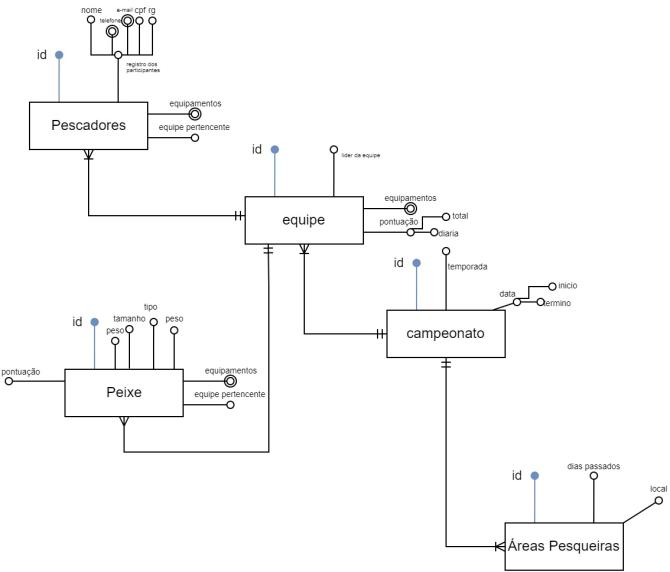 nome
e-mail
cpf
rg
telefone
id
registro dos
participantes
equipamentos
Pescadores
equipe pertencente
id
lider da equipe
equipamentos
total
pontuação
equipe
diaria
id
temporada
data
inicio
termino
campeonato
tipo
id
tamanho
peso
peso
pontuação
equipamentos
Peixe
equipe pertencente
id
dias passados
local
Áreas Pesqueiras